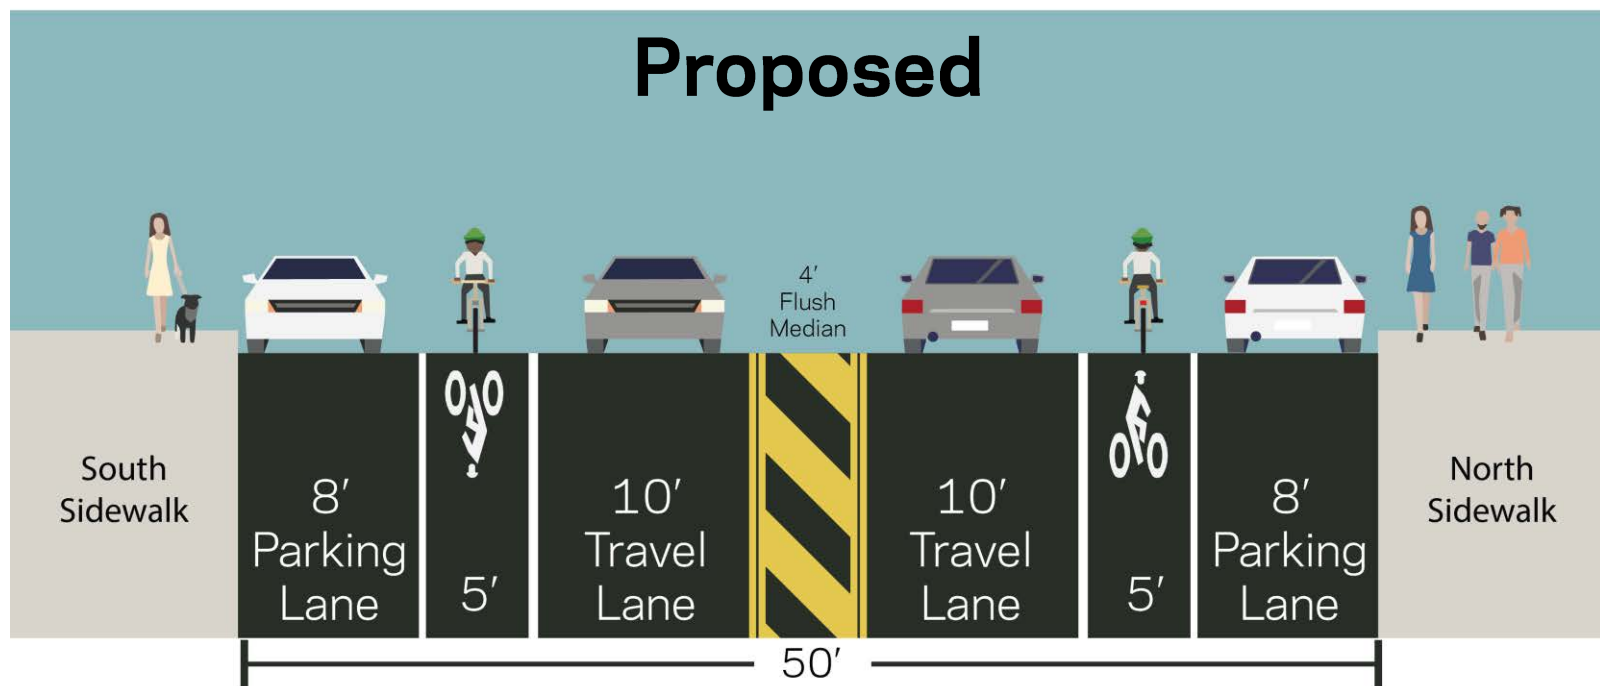 Proposed
4′
Flush
Median
South
Sidewalk
8′
Parking
Lane
5′
10′
Travel
Lane
10′
Travel
Lane
5′
8′
Parking
Lane
North
Sidewalk
50′